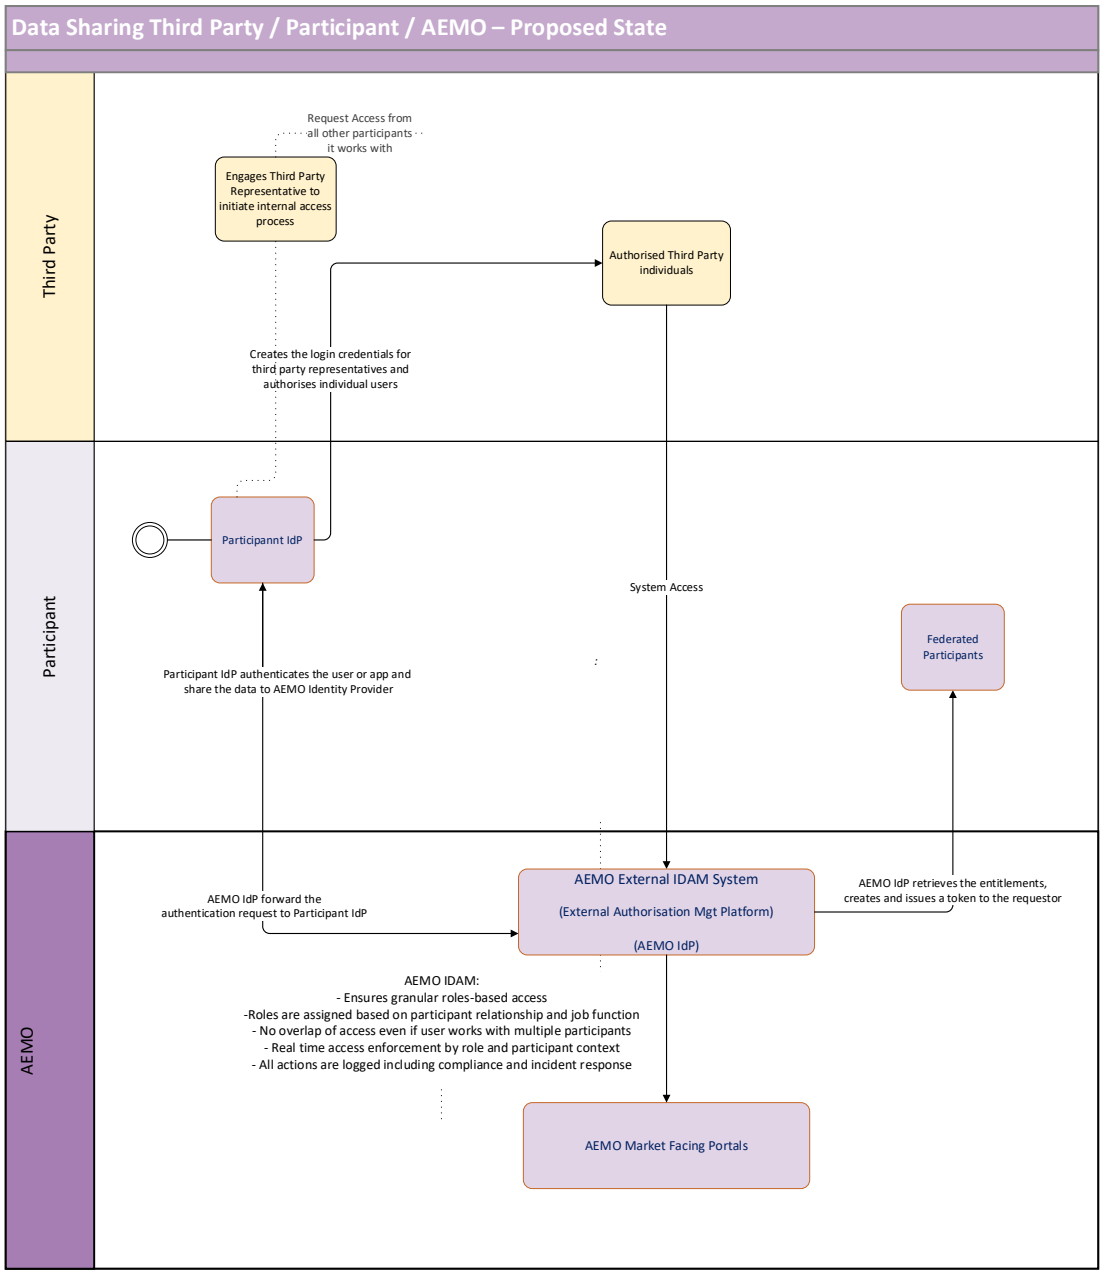 Data Sharing Third Party / Participant / AEMO – Proposed State
Third Party
Request Access from
all other participants
it works with
Engages Third Party
Representative to
initiate internal access
process
Authorised Third Party
individuals
Creates the login credentials for
third party representatives and
authorises individual users
Participant
Participannt IdP
System Access
Federated
Participants
:
Participant IdP authenticates the user or app and
share the data to AEMO Identity Provider
AEMO
AEMO External IDAM System
(External Authorisation Mgt Platform)
(AEMO IdP)
AEMO IdP forward the
authentication request to Participant IdP
AEMO IdP retrieves the entitlements,
creates and issues a token to the requestor
AEMO IDAM:
- Ensures granular roles-based access
-Roles are assigned based on participant relationship and job function
- No overlap of access even if user works with multiple participants
- Real time access enforcement by role and participant context
- All actions are logged including compliance and incident response
AEMO Market Facing Portals